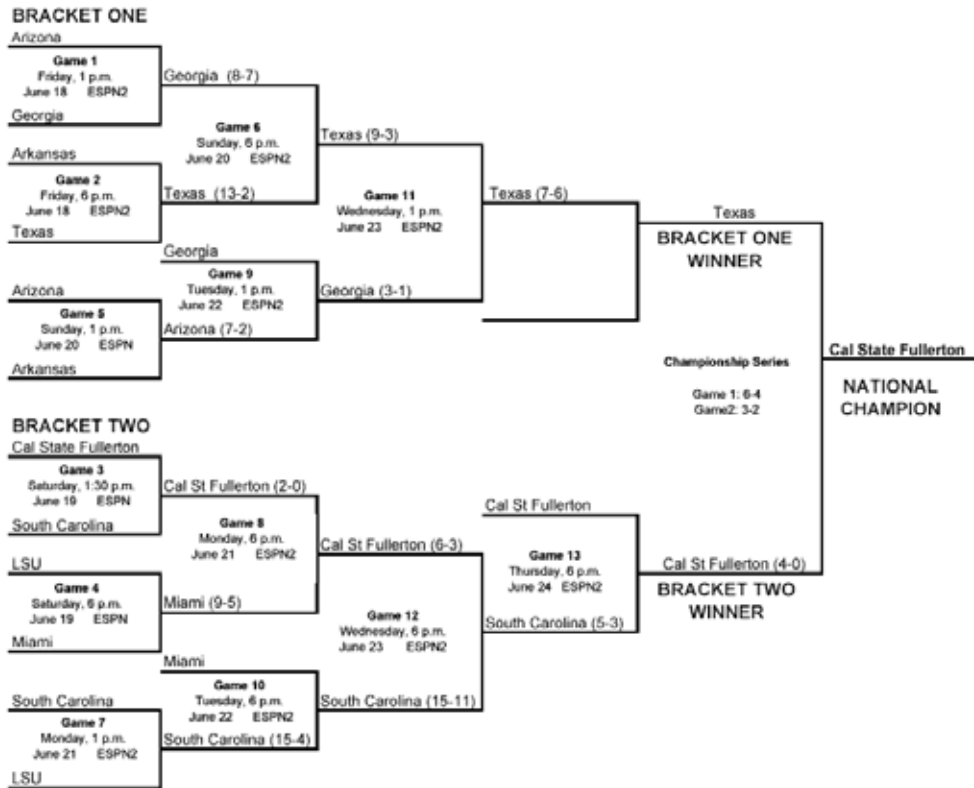 BRACKET ONE
Arizona
Game 1
Friday, 1 p.m.
June 18 ESPN2
Georgia
Georgia (8-7)
Game 6
Sunday, 6 p.m.
June 20 ESPN2
Arkansas
Game 2
Friday, 6 p.m.
June 18 ESPN2
Texas
Texas (13-2)
Texas (9-3)
Game 11
Wednesday, 1 p.m.
June 23 ESPN2
Georgia
Game 9
Tuesday, 1 p.m.
June 22 ESPN2
Arizona
Game 5
Sunday, 1 p.m.
June 20 ESPN
Arkansas
Arizona (7-2)
Georgia (3-1)
Texas (7-6)
Texas
BRACKET ONE
WINNER
Championship Series
Game 1: 6-4
Game2: 3-2
Cal State Fullerton
NATIONAL
CHAMPION
BRACKET TWO
Cal State Fullerton
Game 3
Saturday, 1:30 p.m.
June 19 ESPN
South Carolina
Cal St Fullerton (2-0)
Game 8
Monday, 6 p.m.
June 21 ESPN2
LSU
Game 4
Saturday, 6 p.m.
June 19 ESPN
Miami
Miami (9-5)
Cal St Fullerton (6-3)
Game 12
Wednesday, 6 p.m.
June 23 ESPN2
Miami
Game 10
Tuesday, 6 p.m.
June 22 ESPN2
South Carolina
Game 7
Monday, 1 p.m.
June 21 ESPN2
LSU
South Carolina (15-4)
South Carolina (15-11)
Cal St Fullerton
Game 13
Thursday, 6 p.m.
June 24 ESPN2
South Carolina (5-3)
Cal St Fullerton (4-0)
BRACKET TWO
WINNER